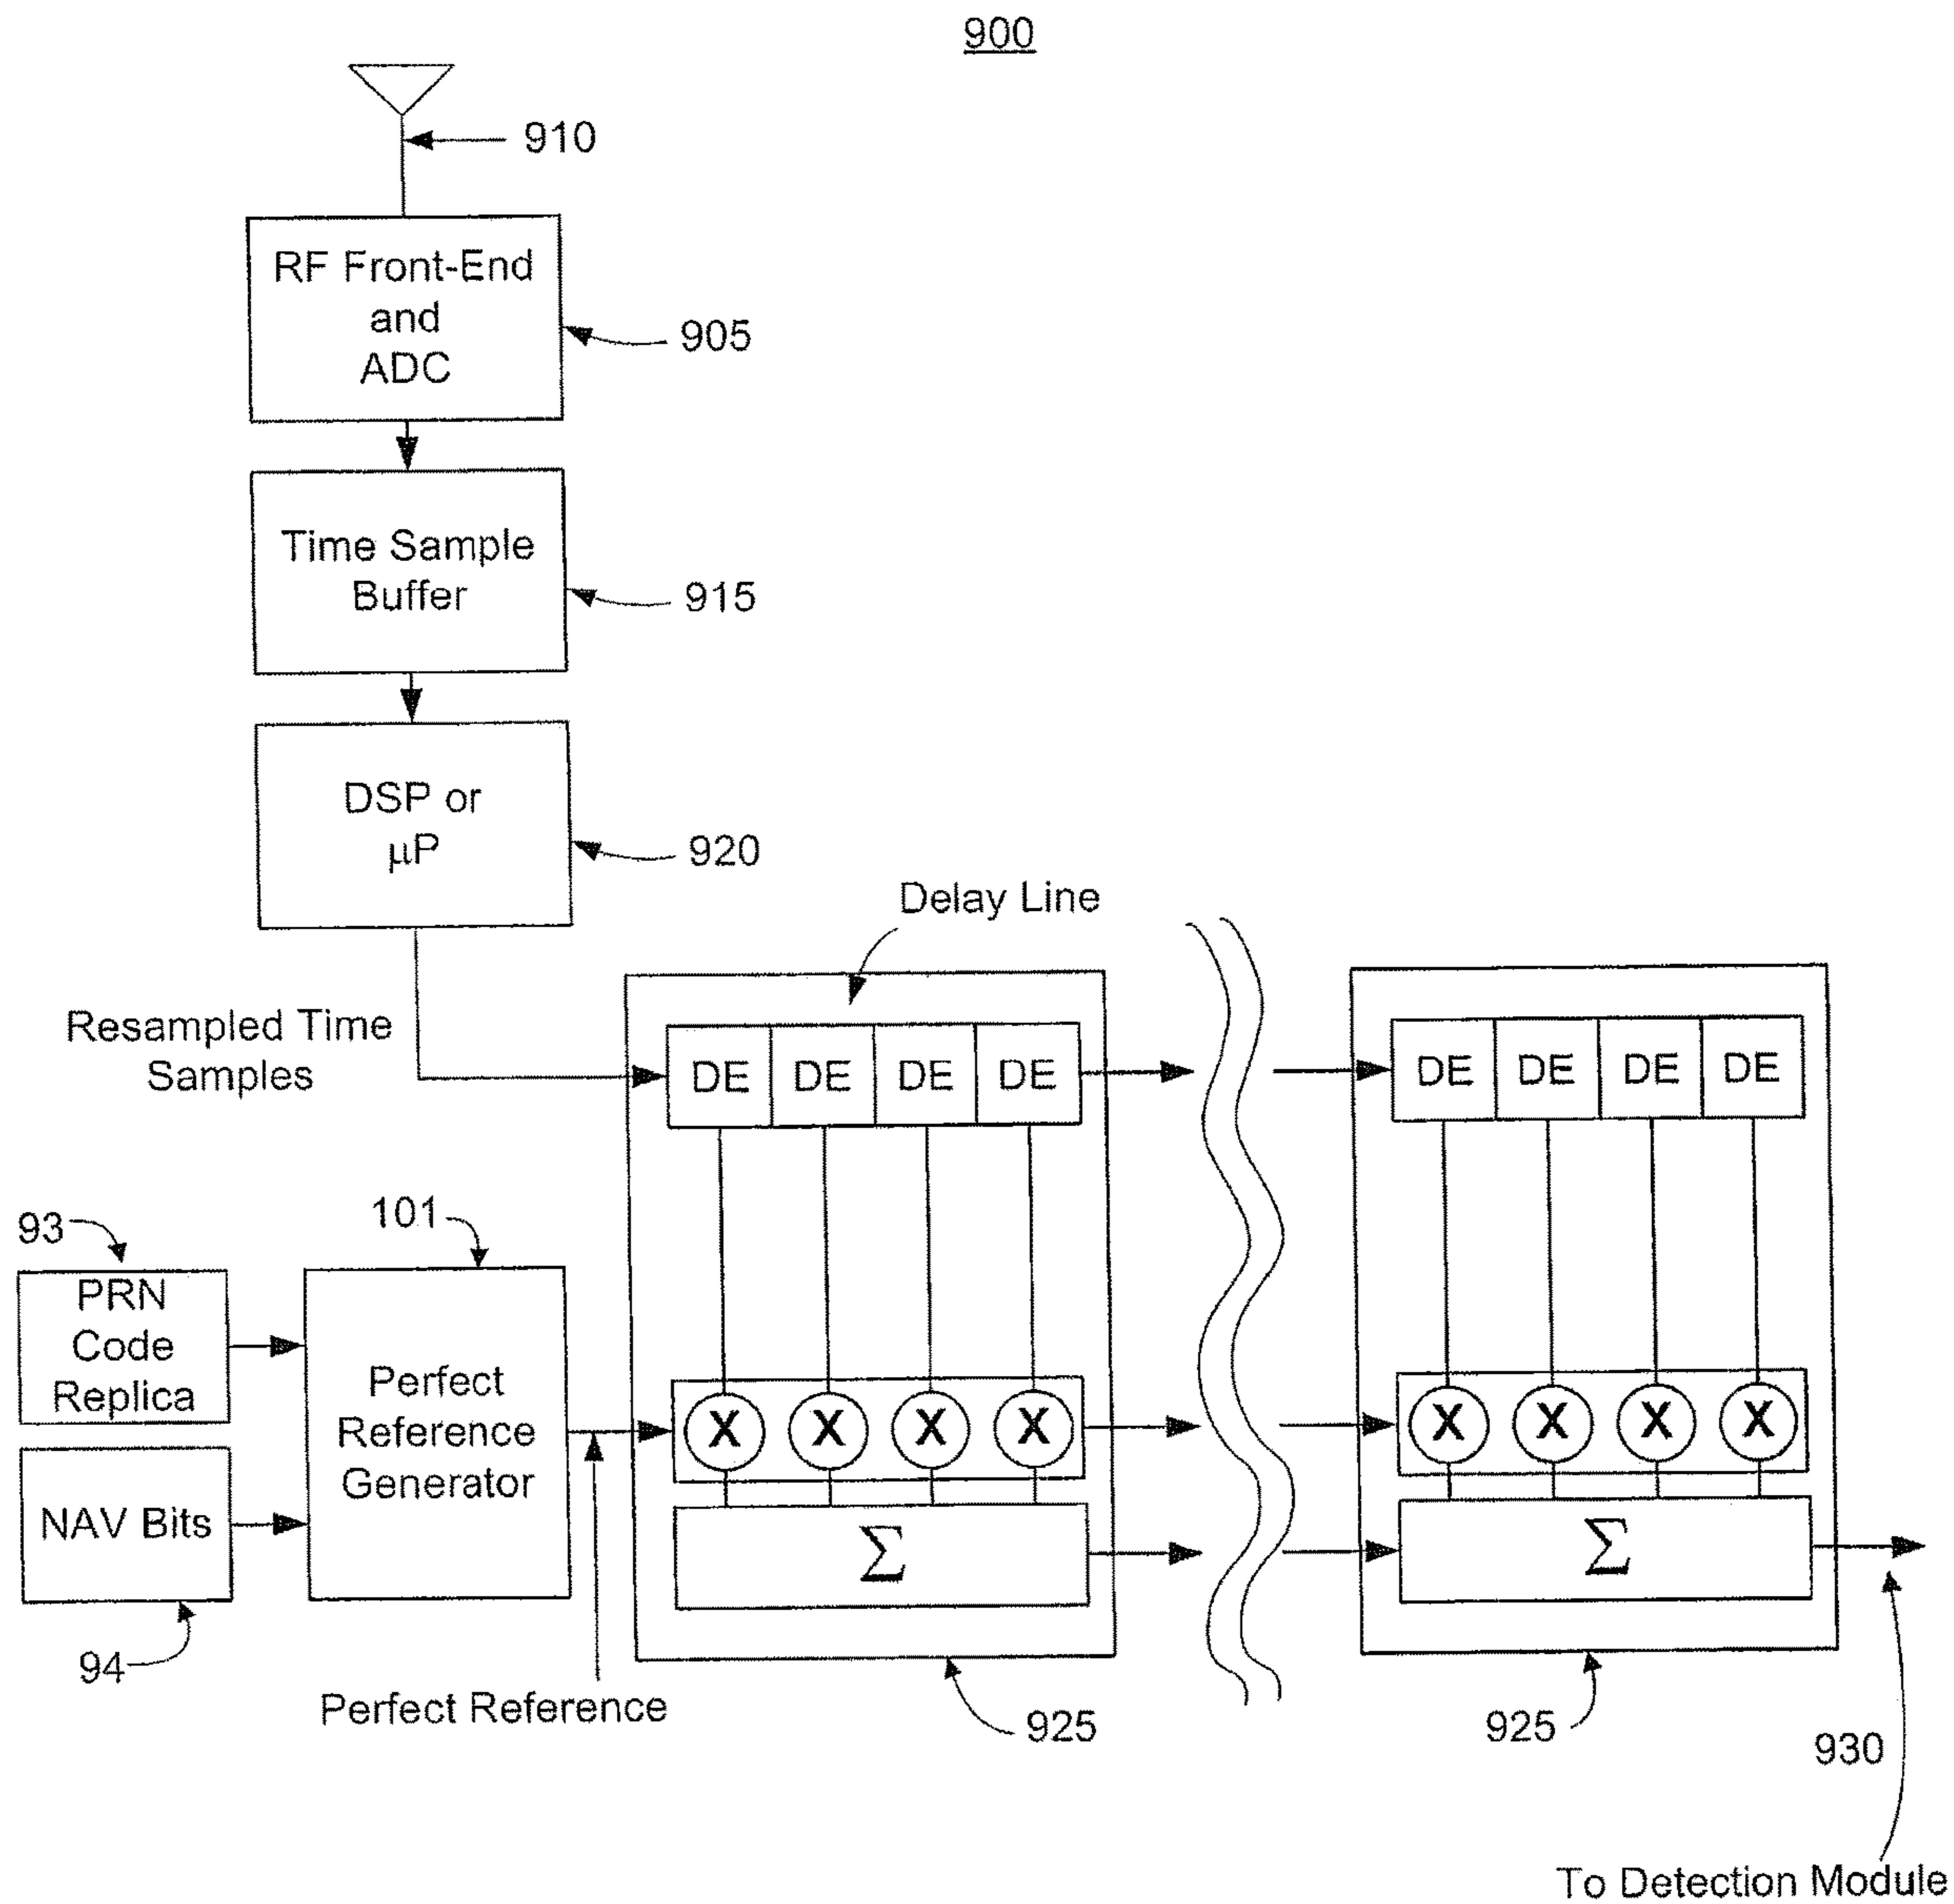 900
910
RF Front-End
and
ADC
905
Time Sample
Buffer
915
DSP or
µP
920
Delay Line
Resampled Time
Samples
DE DE DE DE
DE DE DE DE
93
101
PRN
Code
Replica
Perfect
Reference
Generator
X X X X
X X X X
NAV Bits
Σ
Σ
94
Perfect Reference
925
925
930
To Detection Module